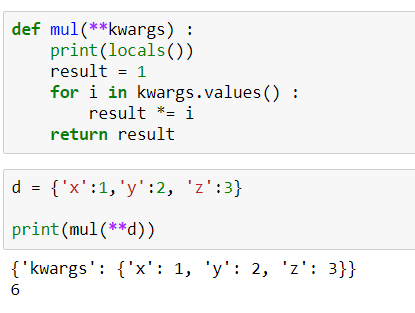 def mul(**kwargs) :
    print(locals())
    result = 1
    for i in kwargs.values() :
        result *= i
    return result
d = {'x':1,'y':2, 'z':3}
print(mul(**d))
{'kwargs': {'x': 1, 'y': 2, 'z': 3}}
6